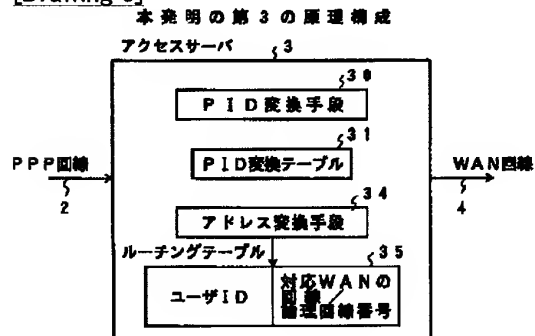 本発明の第3の原理構成
アクセスサーバ 3
30
PID変換手段
31
PPP回線 PID変換テーブル WAN回線
2 4
34
アドレス変換手段
ルーチングテーブル 35
ユーザID 対応WANの
回線
論理回線番号